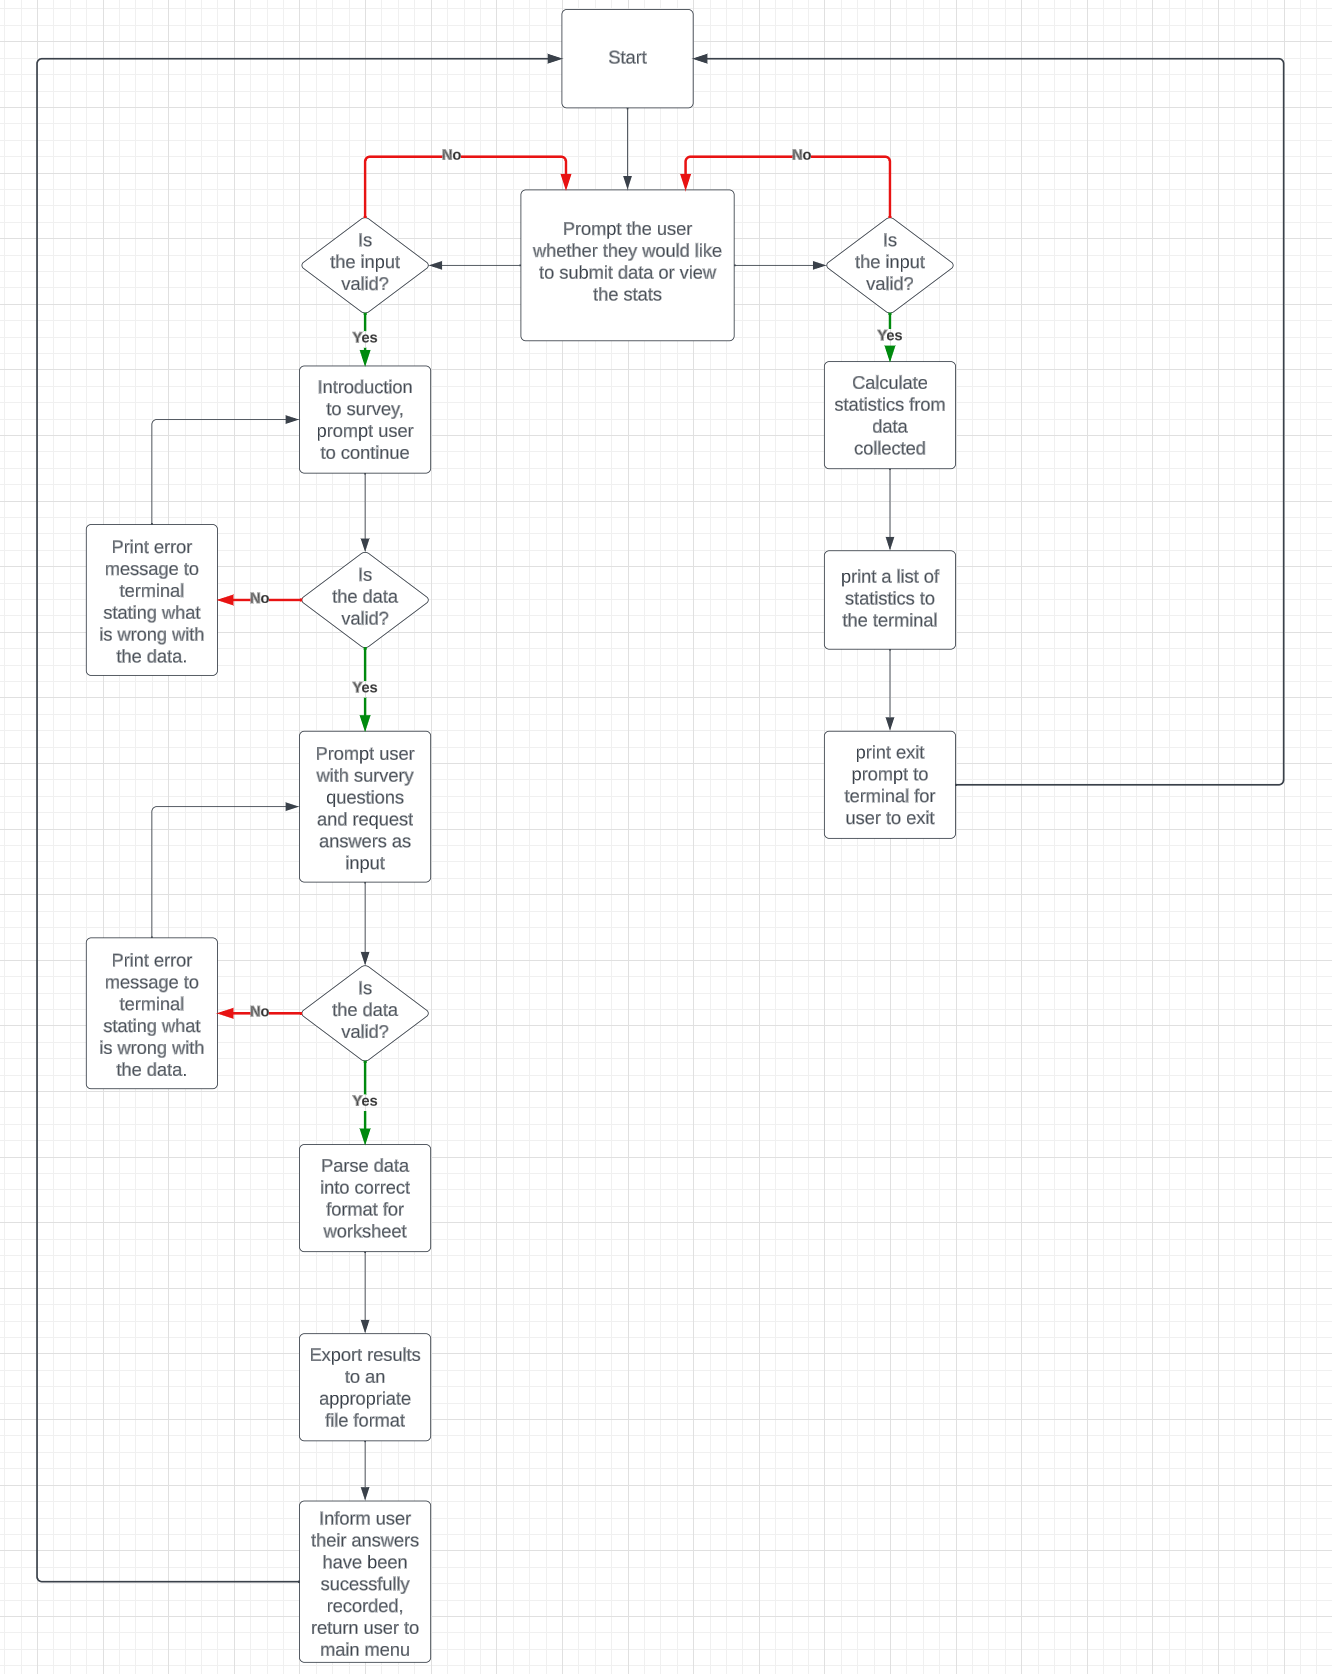 Start
No
No
Is
the input
valid?
Prompt the user
whether they would like
to submit data or view
the stats
Is
the input
valid?
Yes
Yes
Introduction
to survey,
prompt user
to continue
Calculate
statistics from
data
collected
Print error
message to
terminal
stating what
is wrong with
the data.
No
Is
the data
valid?
print a list of
statistics to
the terminal
Yes
Prompt user
with survery
questions
and request
answers as
input
print exit
prompt to
terminal for
user to exit
Print error
message to
terminal
stating what
is wrong with
the data.
No
Is
the data
valid?
Yes
Parse data
into correct
format for
worksheet
Export results
to an
appropriate
file format
Inform user
their answers
have been
sucessfully
recorded,
return user to
main menu